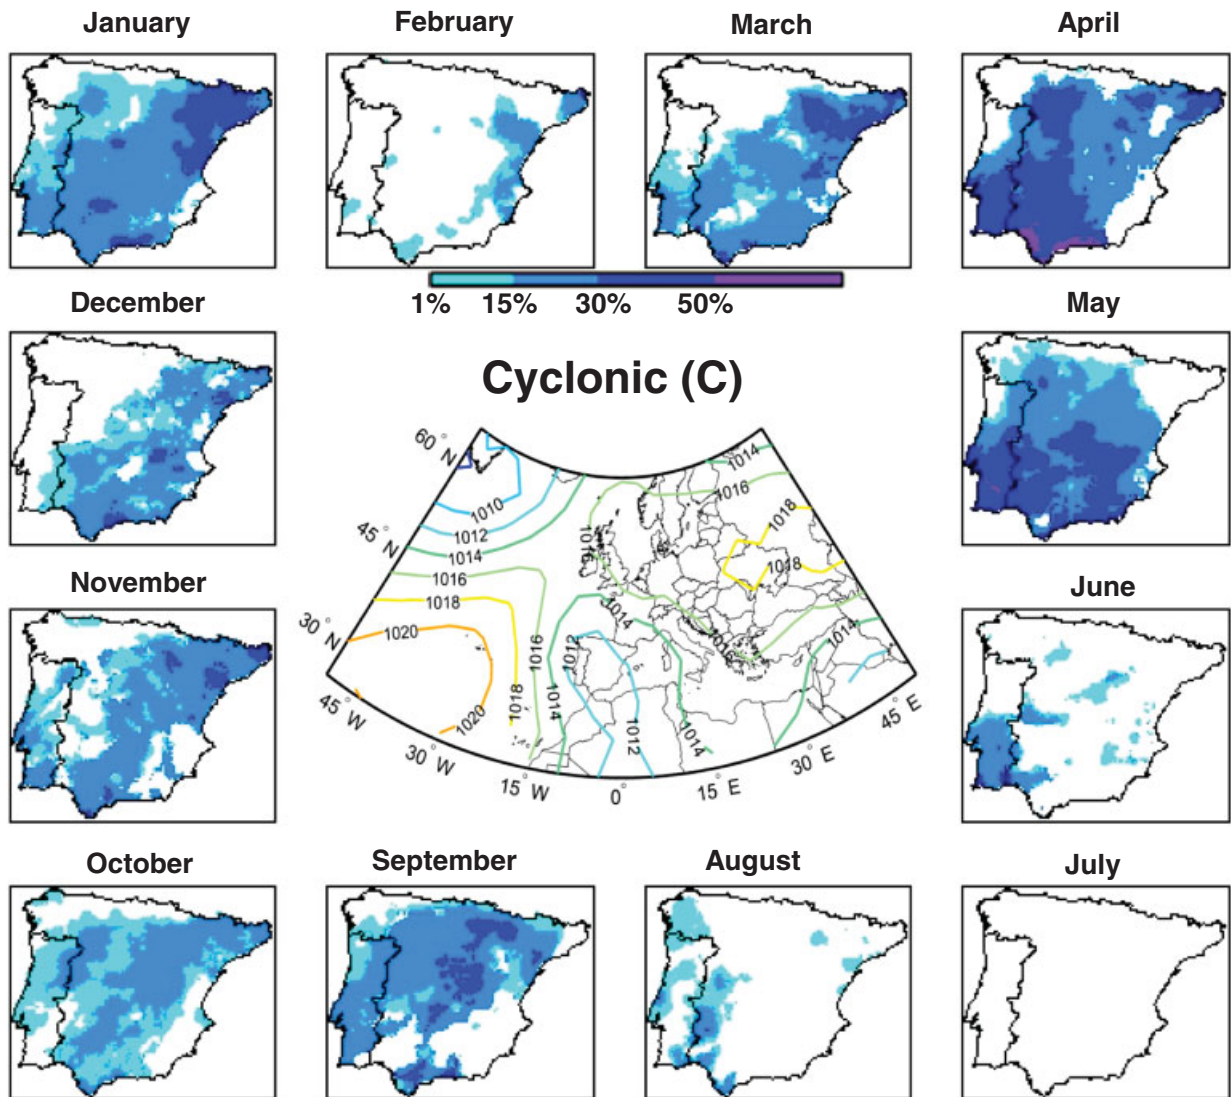 January
February
March
April
1% 15% 30% 50%
December
May
Cyclonic (C)
60 ° N
45 ° N
30 ° N
45 ° W
30 ° W
15 ° W
0°
15 ° E
30 ° E
45 ° E
1010
1012
1014
1016
1018
1020
1020
1018
1016
1014
1012
1012
1014
1014
1016
1016
1014
1016
1018
1018
1014
November
June
October
September
August
July